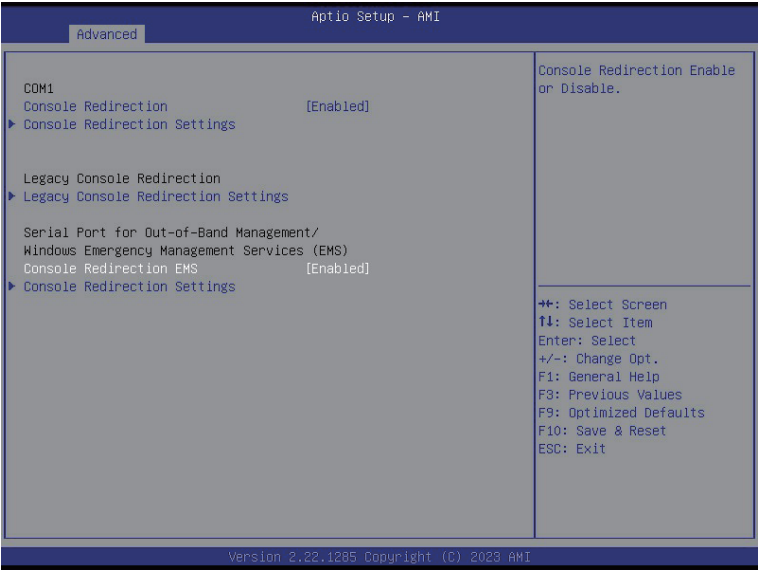 Aptio Setup – AMI
Advanced
COM1
Console Redirection [Enabled]
▶ Console Redirection Settings
Legacy Console Redirection
▶ Legacy Console Redirection Settings
Serial Port for Out-of-Band Management/
Windows Emergency Management Services (EMS)
Console Redirection EMS [Enabled]
▶ Console Redirection Settings
Console Redirection Enable
or Disable.
→←: Select Screen
↑↓: Select Item
Enter: Select
+/-: Change Opt.
F1: General Help
F3: Previous Values
F9: Optimized Defaults
F10: Save & Reset
ESC: Exit
Version 2.22.1285 Copyright (C) 2023 AMI